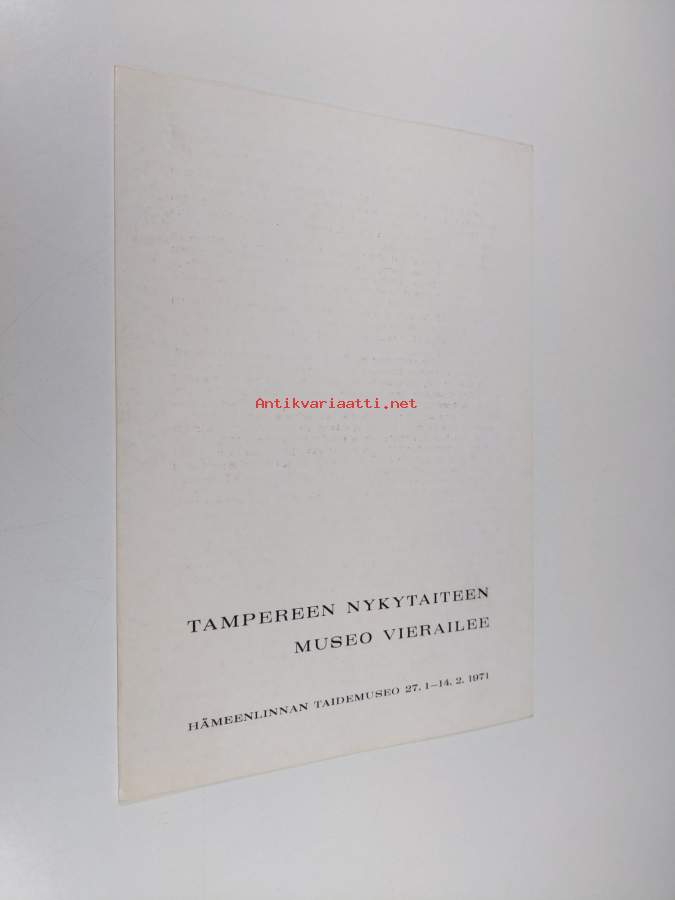 Antikvariaatti.net
TAMPEREEN NYKYTAITEEN
MUSEO VIERAILEE
HÄMEENLINNAN TAIDEMUSEO 27. 1–14. 2. 1971